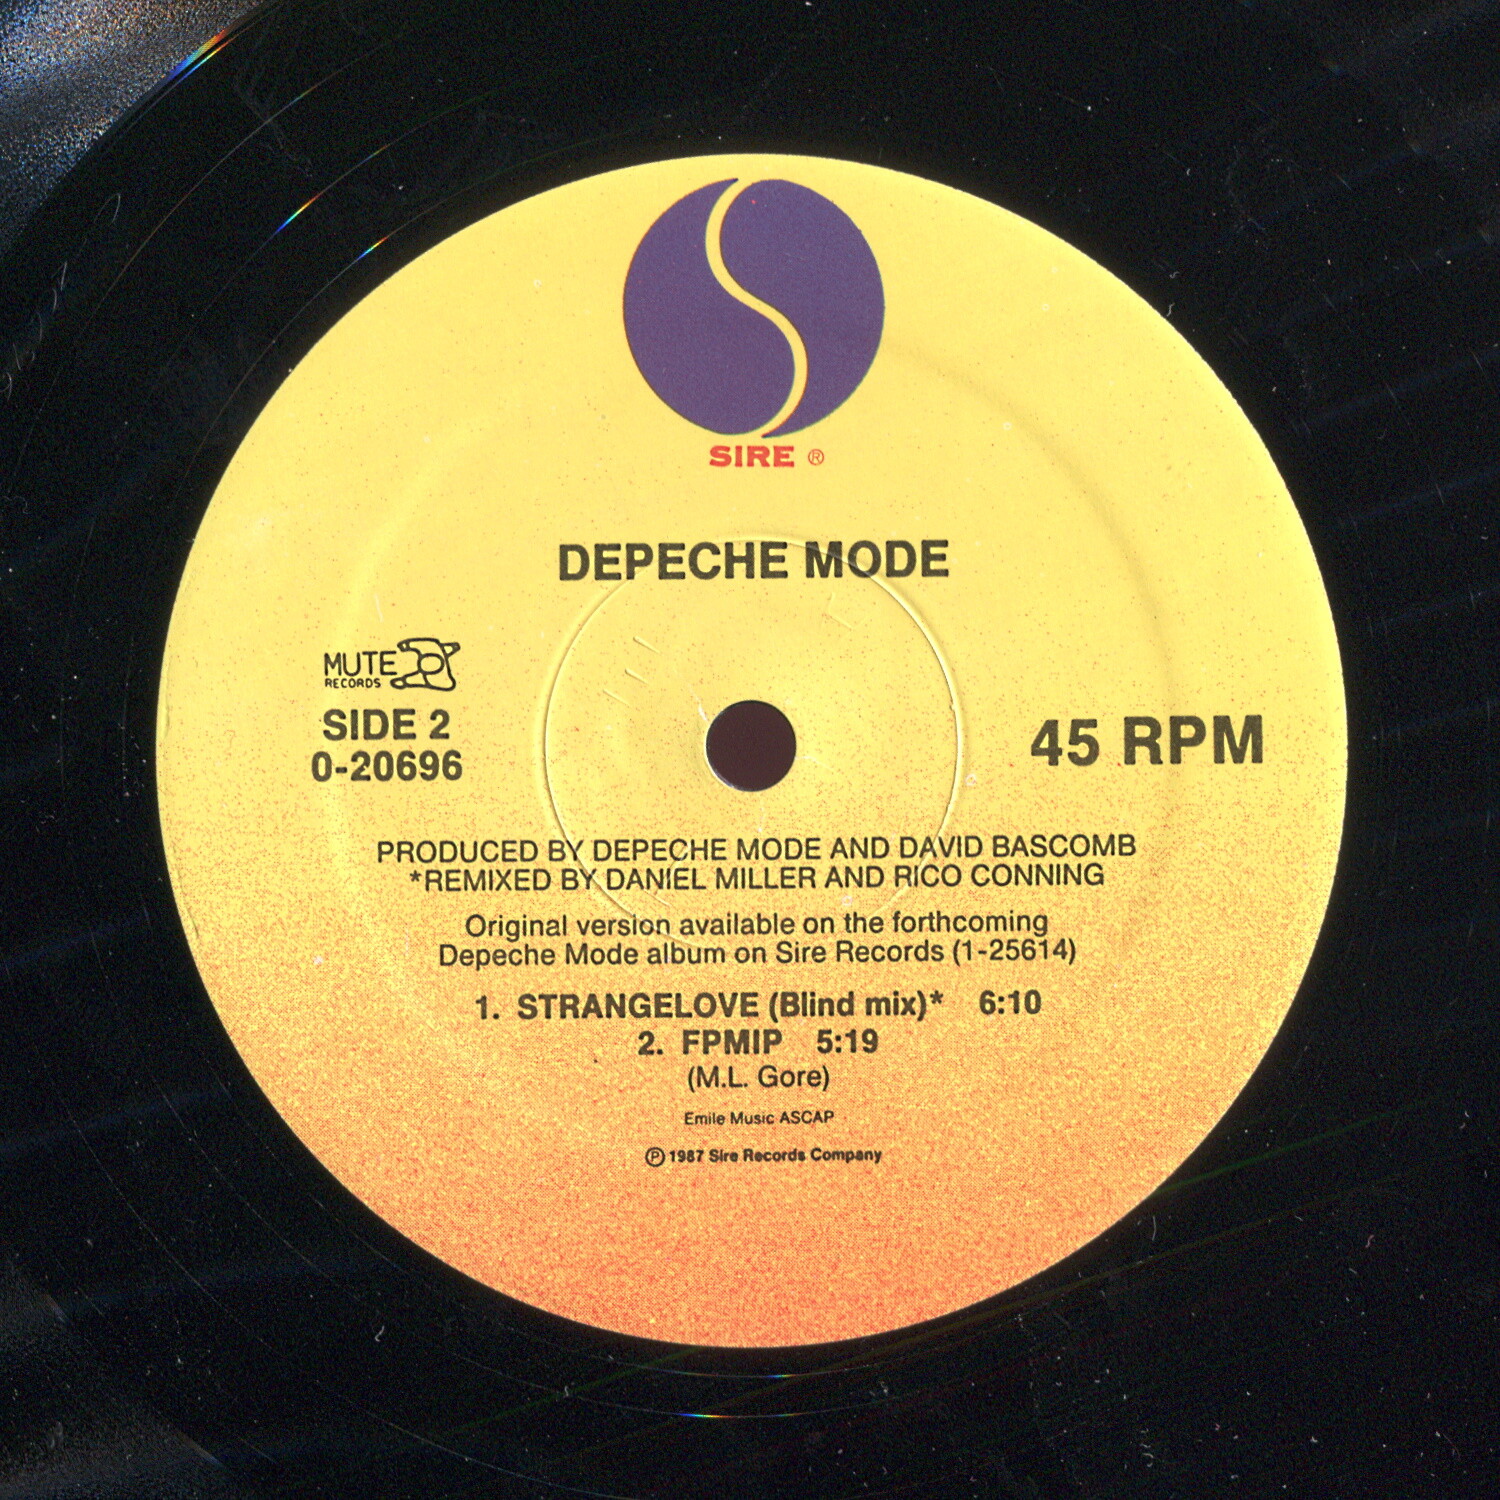 SIRE ®
DEPECHE MODE
MUTE
RECORDS
SIDE 2
0-20696
45 RPM
PRODUCED BY DEPECHE MODE AND DAVID BASCOMB
*REMIXED BY DANIEL MILLER AND RICO CONNING
Original version available on the forthcoming
Depeche Mode album on Sire Records (1-25614)
1. STRANGELOVE (Blind mix)* 6:10
2. FPMIP 5:19
(M.L. Gore)
Emile Music ASCAP
℗ 1987 Sire Records Company